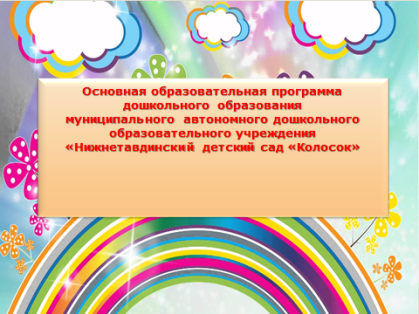 Основная образовательная программа
дошкольного образования
муниципального автономного дошкольного
образовательного учреждения
«Нижнетавдинский детский сад «Колосок»